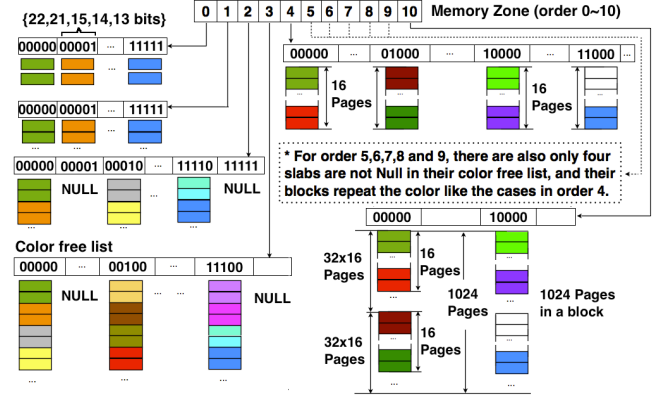 {22,21,15,14,13 bits}
0 1 2 3 4 5 6 7 8 9 10 Memory Zone (order 0~10)
00000 00001 ... 11111
...
00000 00001 ... 11111
... ... ...
00000 00001 00010 ... 11110 11111
NULL ... NULL
... ... ...
Color free list
00000 ... 00100 ... 11100
NULL ... ... NULL
... ... ...
00000 ... 01000 10000 11000 ...
16
Pages
16
Pages
... ... ... ...
* For order 5,6,7,8 and 9, there are also only four
slabs are not Null in their color free list, and their
blocks repeat the color like the cases in order 4.
00000 10000
32x16
Pages
16
Pages
1024
Pages
1024 Pages
in a block
32x16
Pages
16
Pages
... ...